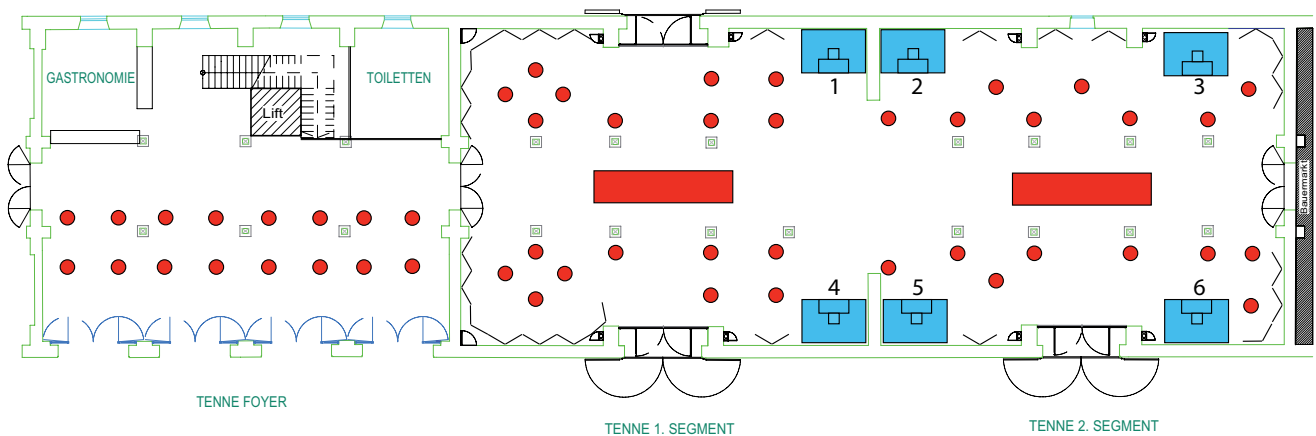 GASTRONOMIE
TOILETTEN
Lift
1
2
3
Bauermarkt
4
5
6
TENNE FOYER
TENNE 1. SEGMENT
TENNE 2. SEGMENT